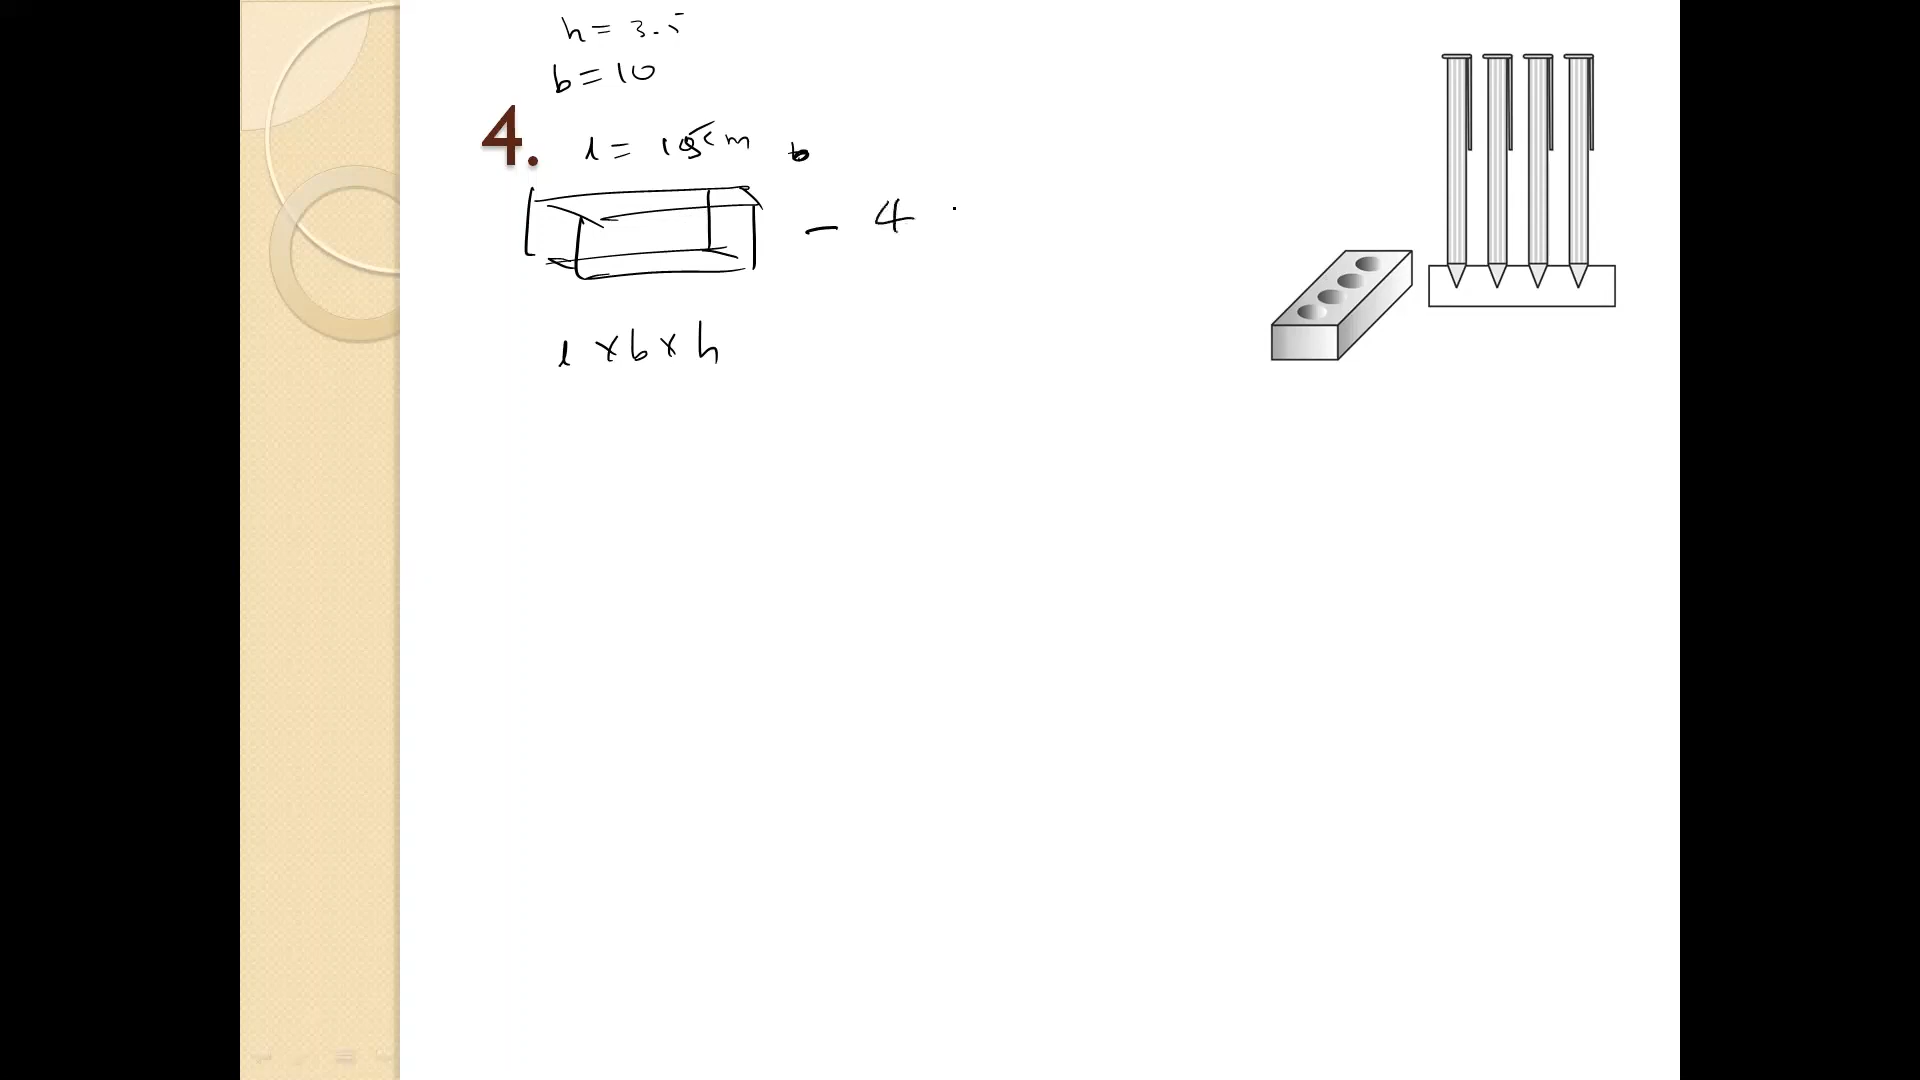 h = 3.5
b = 10
4. l = 15cm b
- 4
l × b × h